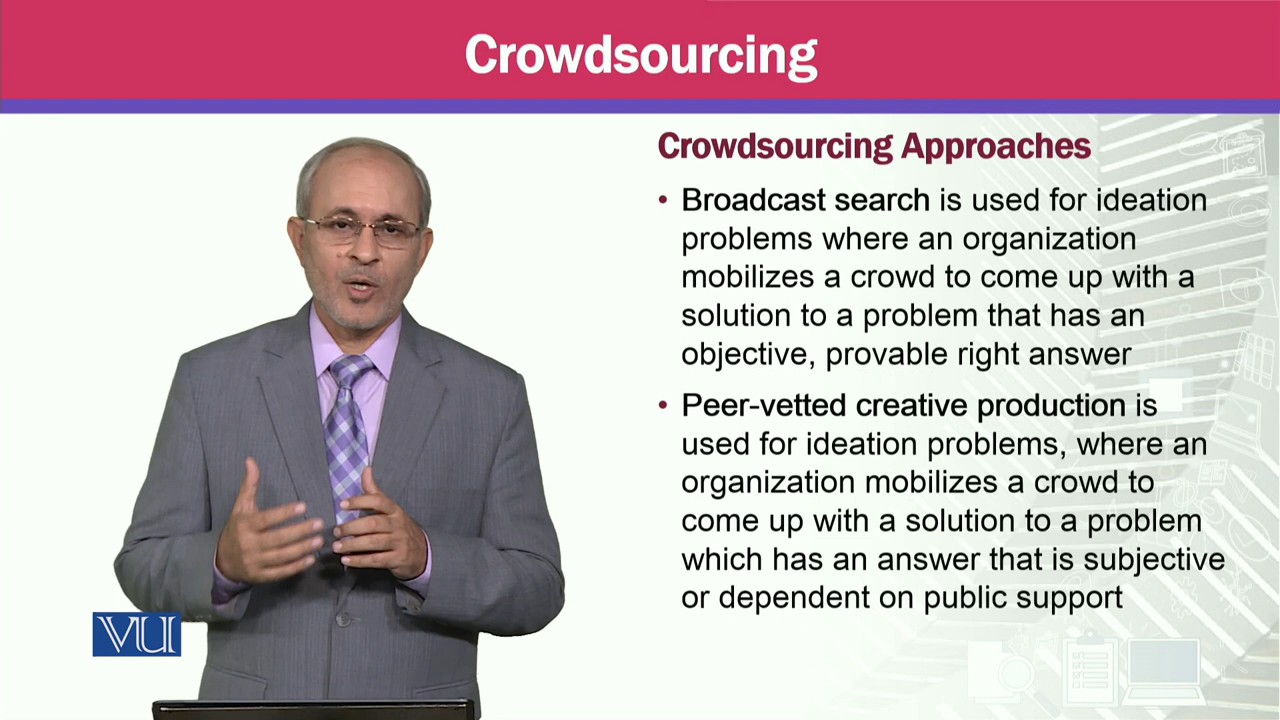 Crowdsourcing
Crowdsourcing Approaches
• Broadcast search is used for ideation
problems where an organization
mobilizes a crowd to come up with a
solution to a problem that has an
objective, provable right answer
• Peer-vetted creative production is
used for ideation problems, where an
organization mobilizes a crowd to
come up with a solution to a problem
which has an answer that is subjective
or dependent on public support
VU